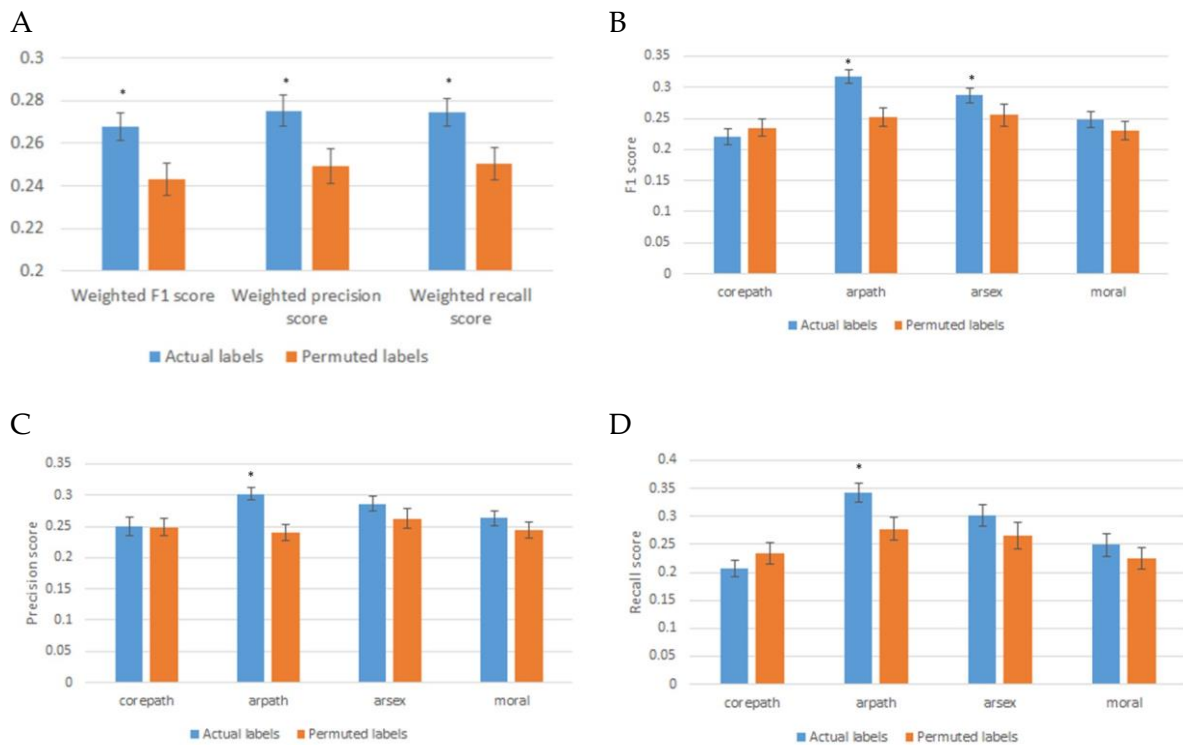 A
0.3
0.28
0.26
0.24
0.22
0.2
*
*
*
Weighted F1 score
Weighted precision score
Weighted recall score
Actual labels
Permuted labels
B
F1 score
0.35
0.3
0.25
0.2
0.15
0.1
0.05
0
*
*
corepath
arpath
arsex
moral
Actual labels
Permuted labels
C
Precision score
0.35
0.3
0.25
0.2
0.15
0.1
0.05
0
*
corepath
arpath
arsex
moral
Actual labels
Permuted labels
D
Recall score
0.4
0.35
0.3
0.25
0.2
0.15
0.1
0.05
0
*
corepath
arpath
arsex
moral
Actual labels
Permuted labels